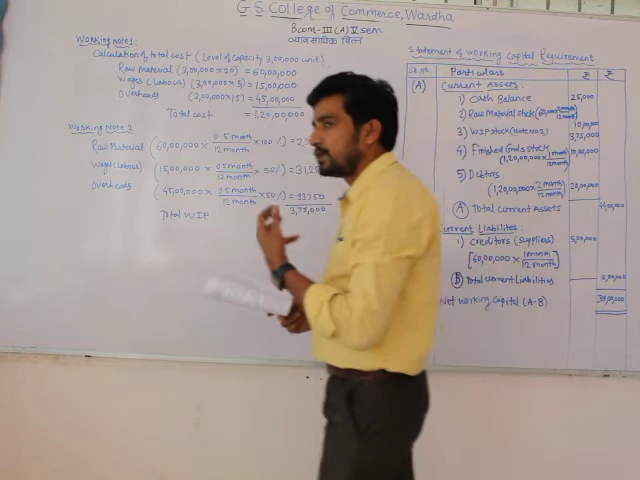 G S College of Commerce, Wardha
Bcom-III (A) V sem
व्यावसायिक वित्त
Working Note 1
Calculation of total cost (Level of capacity 3,00,000 unit)
Raw Material (3,00,000 × 20) = 60,00,000
Wages (Labour) (3,00,000 × 5) = 15,00,000
Overheads (3,00,000 × 15) = 45,00,000
Total cost = 1,20,00,000
Working Note 2
Raw Material (60,00,000 × 0.5 month/12 month × 100%) = 2,
Wages (Labour) (15,00,000 × 0.5 month/12 month × 50%) = 31,25
Overheads (45,00,000 × 0.5 month/12 month × 50%) = 93750
Total WIP 3,75,000
Statement of Working Capital Requirement
Sr.No. Particulars ₹ ₹
(A) Current Assets:
1) Cash Balance 25,000
2) Raw Material stock (60,00,000 × 2 month/12 month) 10,00,000
3) WIP stock (Note No 2) 3,75,000
4) Finished Goods stock (1,20,00,000 × 1 month/12 month) 10,00,000
5) Debtors
(1,20,00,000 × 2 month/12 month) 20,00,000
(A) Total current Assets 44,00,000
Current Liabilites:
1) creditors (suppliers) 5,00,000
[60,00,000 × 1 month/12 month]
(B) Total current Liabilities 5,00,000
Net Working Capital (A-B) 39,00,000